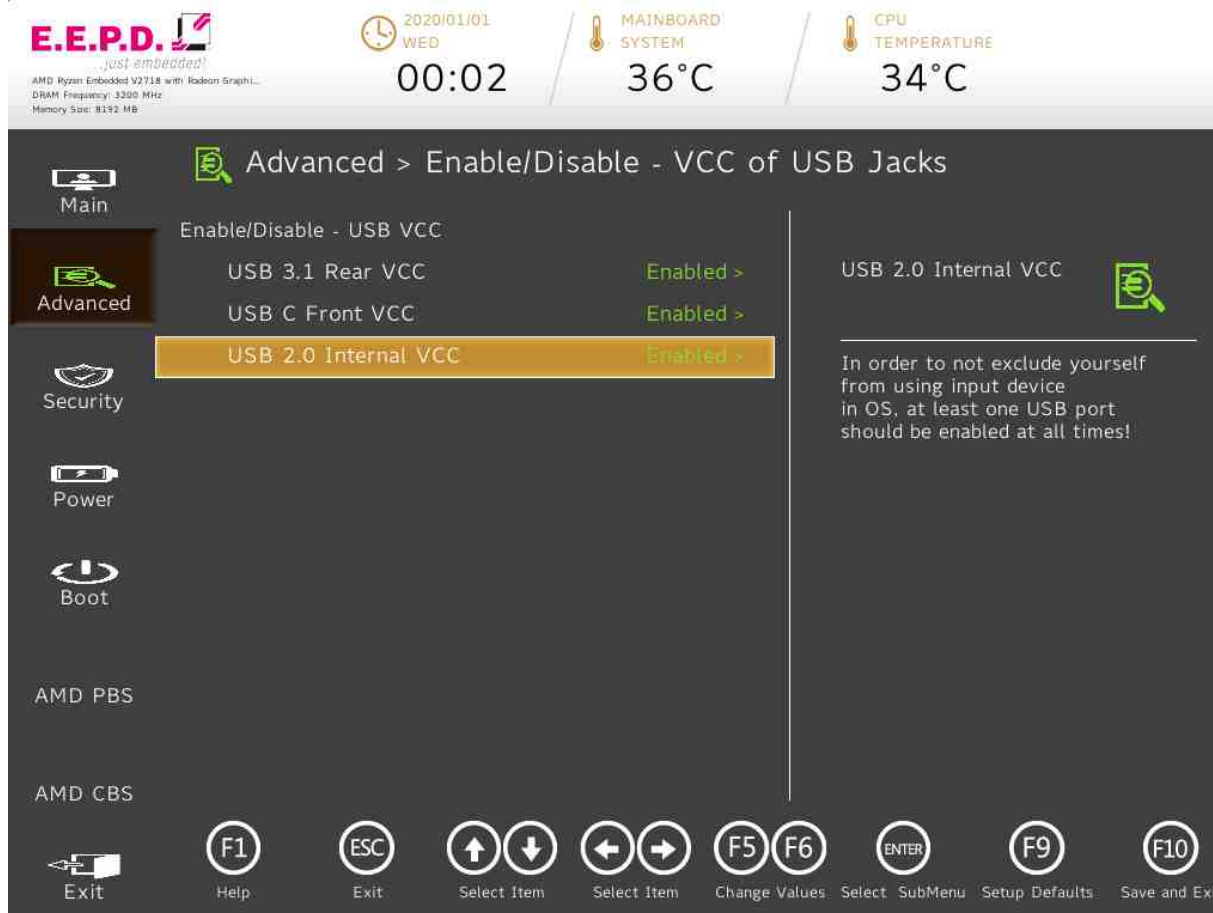 E.E.P.D.
...just embedded!
AMD Ryzen Embedded V2718 with Radeon Graphi...
DRAM Frequency: 3200 MHz
Memory Size: 8192 MB
2020/01/01
WED
00:02
MAINBOARD
SYSTEM
36°C
CPU
TEMPERATURE
34°C
Main
Advanced
Security
Power
Boot
AMD PBS
AMD CBS
Exit
Advanced > Enable/Disable - VCC of USB Jacks
Enable/Disable - USB VCC
USB 3.1 Rear VCC Enabled >
USB C Front VCC Enabled >
USB 2.0 Internal VCC Enabled >
USB 2.0 Internal VCC
In order to not exclude yourself
from using input device
in OS, at least one USB port
should be enabled at all times!
F1 ESC F5 F6 ENTER F9 F10
Help Exit Select Item Select Item Change Values Select SubMenu Setup Defaults Save and Ex